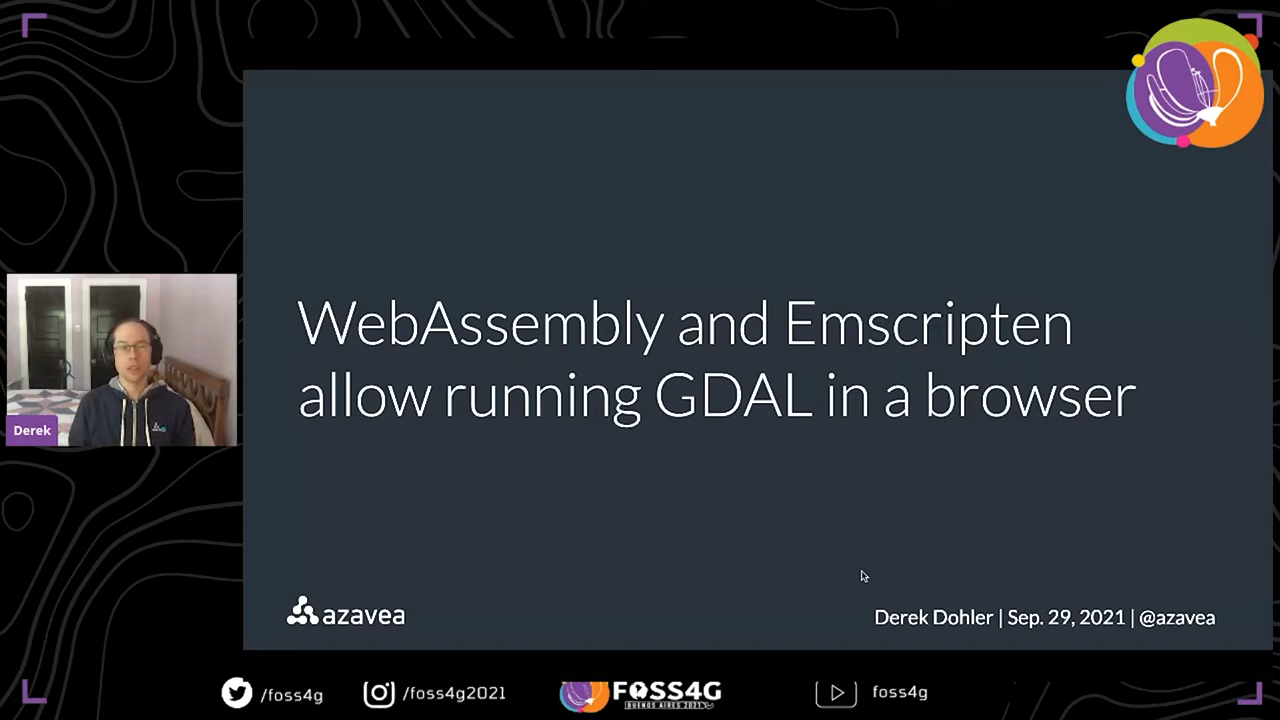 WebAssembly and Emscripten
allow running GDAL in a browser
Derek
azavea
Derek Dohler | Sep. 29, 2021 | @azavea
/foss4g
/foss4g2021
FOSS4G
BUENOS AIRES 2021
foss4g